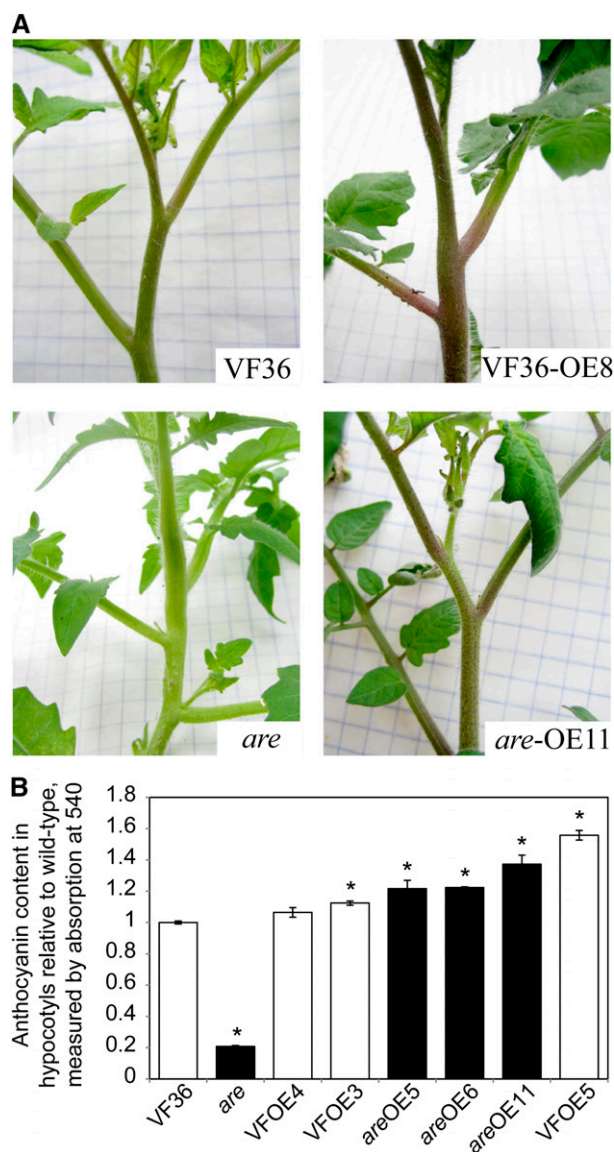 A
VF36
VF36-OE8
are
are-OE11
B
Anthocyanin content in
hypocotyls relative to wild-type,
measured by absorption at 540
1.8
1.6
1.4
1.2
1
0.8
0.6
0.4
0.2
0
*
*
*
*
*
*
VF36
are
VFOE4
VFOE3
areOE5
areOE6
areOE11
VFOE5